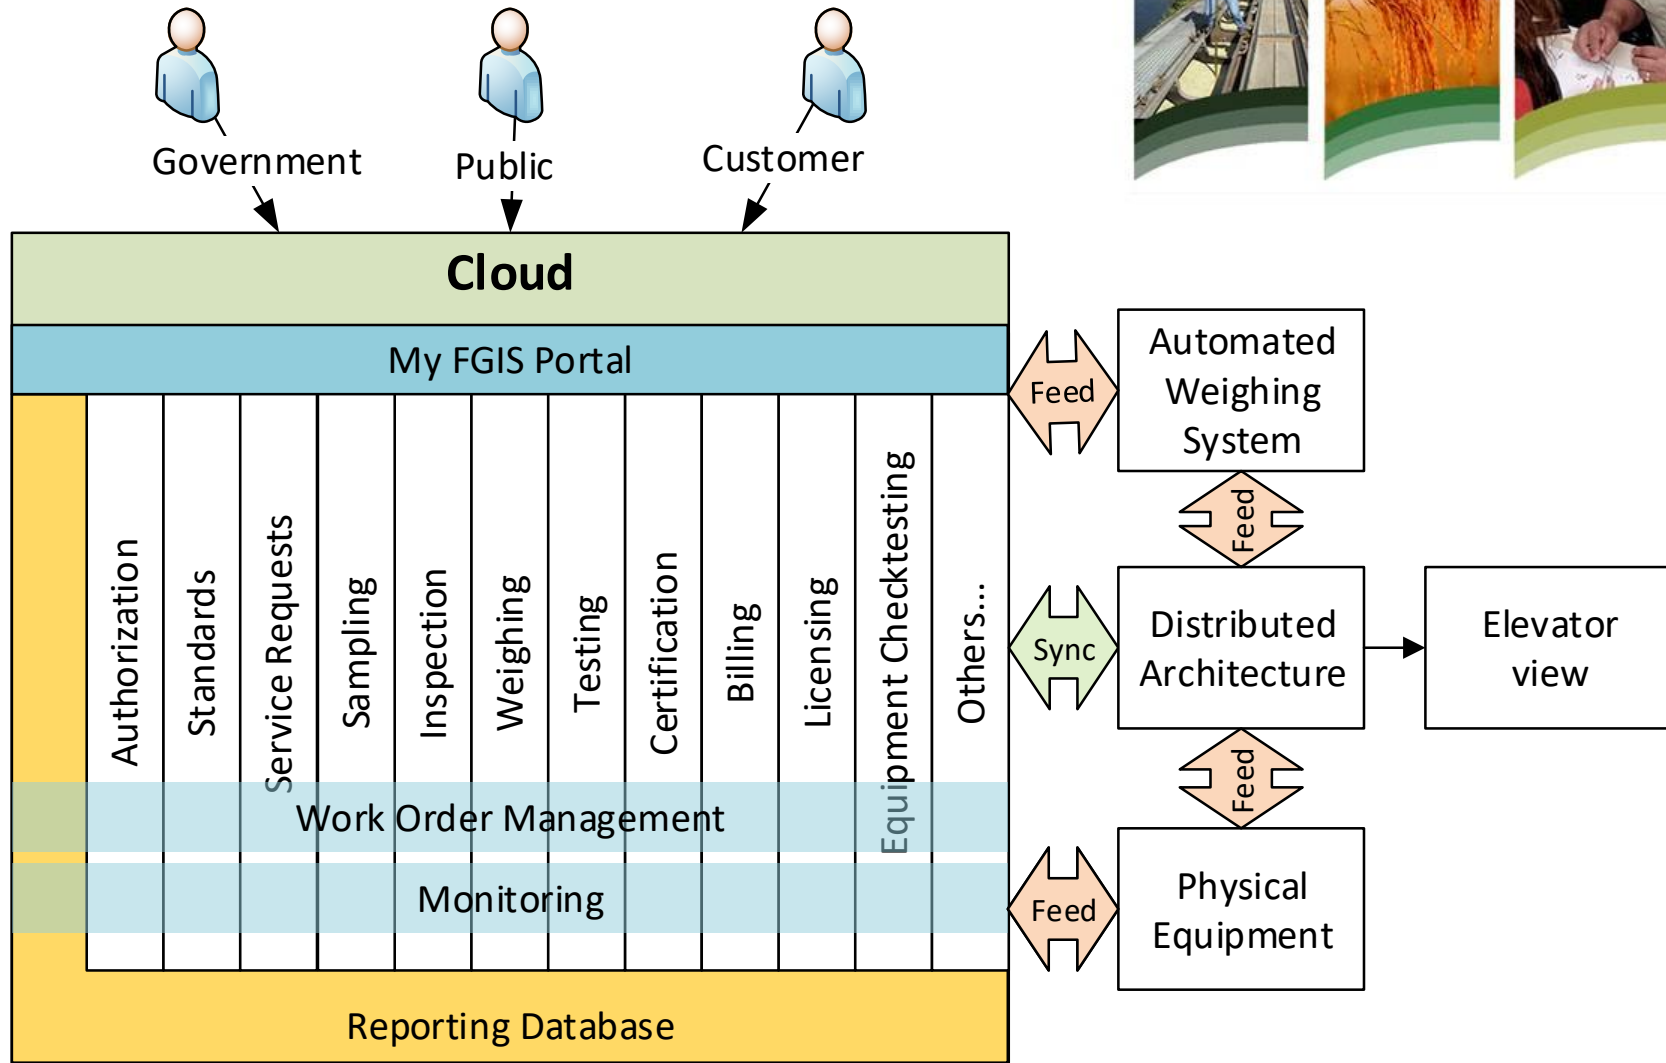 Government
Public
Customer
Cloud
My FGIS Portal
Feed
Automated
Weighing
System
Feed
Authorization
Standards
Service Requests
Sampling
Inspection
Weighing
Testing
Certification
Billing
Licensing
Equipment Checktesting
Others...
Sync
Distributed
Architecture
Elevator
view
Feed
Work Order Management
Monitoring
Feed
Physical
Equipment
Reporting Database